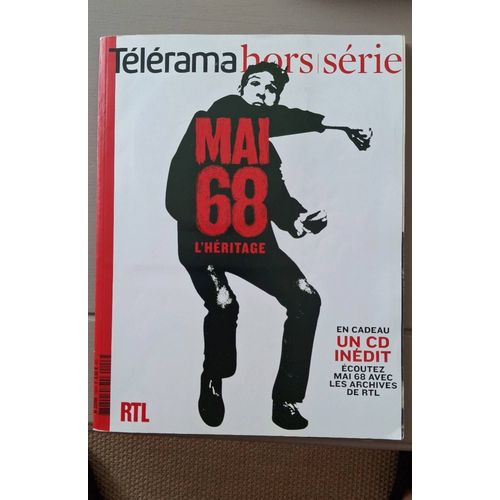 Télérama hors série
MAI
68
L'HÉRITAGE
EN CADEAU
UN CD
INÉDIT
ÉCOUTEZ
MAI 68 AVEC
LES ARCHIVES
DE RTL
RTL